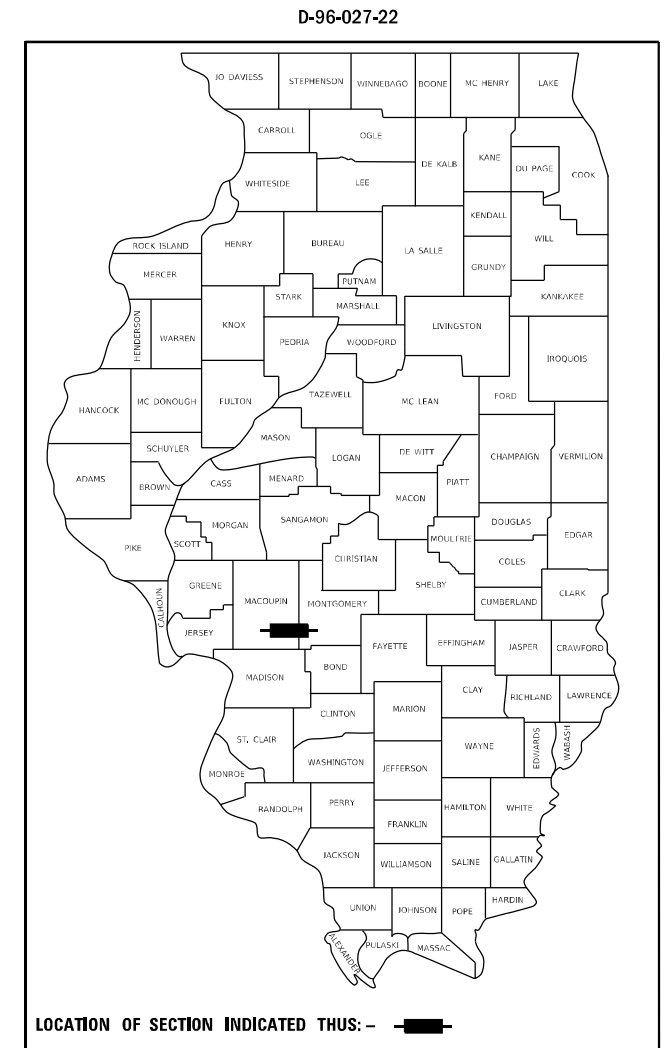 D-96-027-22
JO DAVIESS
STEPHENSON
WINNEBAGO
BOONE
MC HENRY
LAKE
CARROLL
OGLE
DE KALB
KANE
DU PAGE
COOK
WHITESIDE
LEE
KENDALL
ROCK ISLAND
HENRY
BUREAU
LA SALLE
WILL
GRUNDY
MERCER
PUTNAM
STARK
MARSHALL
KANKAKEE
HENDERSON
WARREN
KNOX
PEORIA
WOODFORD
LIVINGSTON
IROQUOIS
HANCOCK
MC DONOUGH
FULTON
TAZEWELL
MC LEAN
FORD
MASON
SCHUYLER
LOGAN
DE WITT
CHAMPAIGN
VERMILION
ADAMS
BROWN
CASS
MENARD
PIATT
MACON
MORGAN
SANGAMON
DOUGLAS
EDGAR
PIKE
SCOTT
CHRISTIAN
MOULTRIE
COLES
GREENE
SHELBY
CALHOUN
MACOUPIN
MONTGOMERY
CUMBERLAND
CLARK
JERSEY
FAYETTE
EFFINGHAM
JASPER
CRAWFORD
MADISON
BOND
CLAY
RICHLAND
LAWRENCE
CLINTON
MARION
ST. CLAIR
WAYNE
EDWARDS
WABASH
MONROE
WASHINGTON
JEFFERSON
RANDOLPH
PERRY
HAMILTON
WHITE
FRANKLIN
JACKSON
WILLIAMSON
SALINE
GALLATIN
UNION
JOHNSON
POPE
HARDIN
ALEXANDER
PULASKI
MASSAC
LOCATION OF SECTION INDICATED THUS: –